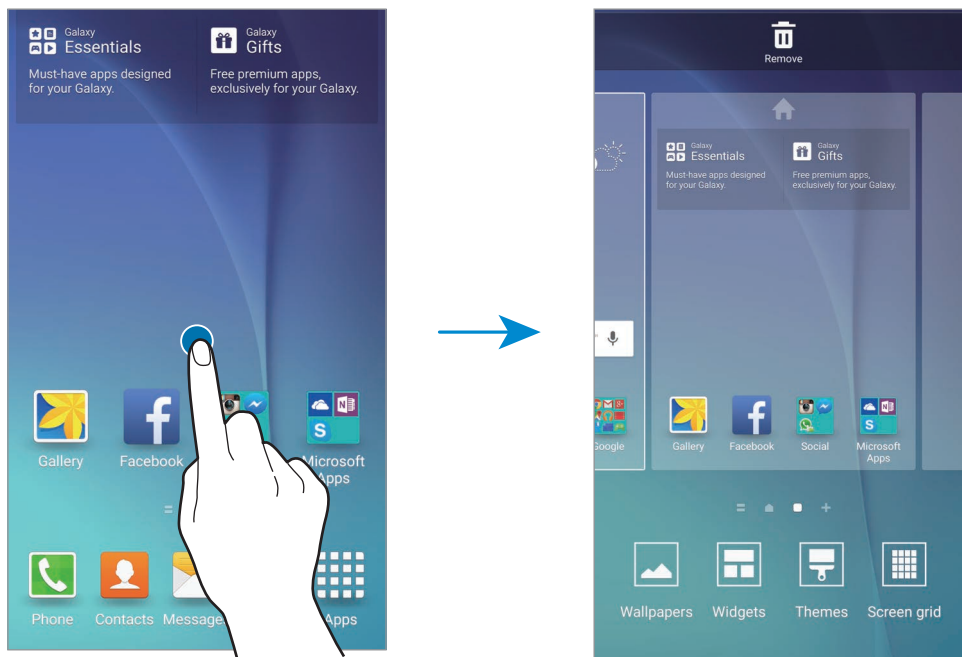 Galaxy
Essentials
Must-have apps designed
for your Galaxy.
Galaxy
Gifts
Free premium apps,
exclusively for your Galaxy.
Gallery
Facebook
Microsoft
Apps
Phone
Contacts
Message
Apps
Remove
Galaxy
Essentials
Must-have apps designed
for your Galaxy.
Galaxy
Gifts
Free premium apps,
exclusively for your Galaxy.
Google
Gallery
Facebook
Social
Microsoft
Apps
Wallpapers
Widgets
Themes
Screen grid